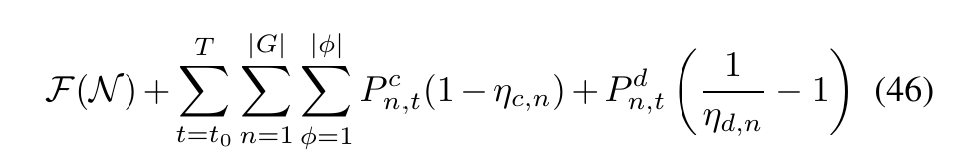 \mathcal{F}(\mathcal{N}) + \sum_{t=t_0}^{T} \sum_{n=1}^{|G|} \sum_{\phi=1}^{|\phi|} P_{n,t}^{c}(1 - \eta_{c,n}) + P_{n,t}^{d} \left( \frac{1}{\eta_{d,n}} - 1 \right) (46)